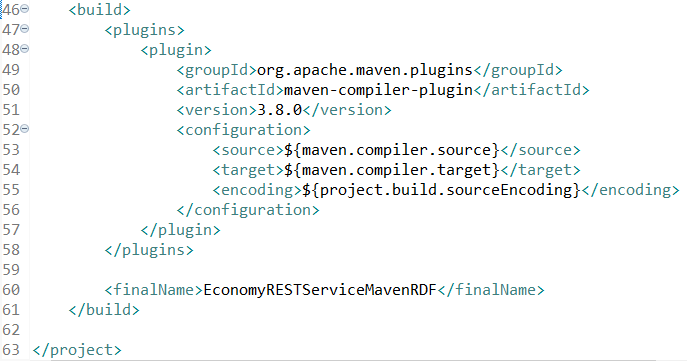 46 <build>
47 <plugins>
48 <plugin>
49 <groupId>org.apache.maven.plugins</groupId>
50 <artifactId>maven-compiler-plugin</artifactId>
51 <version>3.8.0</version>
52 <configuration>
53 <source>${maven.compiler.source}</source>
54 <target>${maven.compiler.target}</target>
55 <encoding>${project.build.sourceEncoding}</encoding>
56 </configuration>
57 </plugin>
58 </plugins>
59
60 <finalName>EconomyRESTServiceMavenRDF</finalName>
61 </build>
62
63 </project>